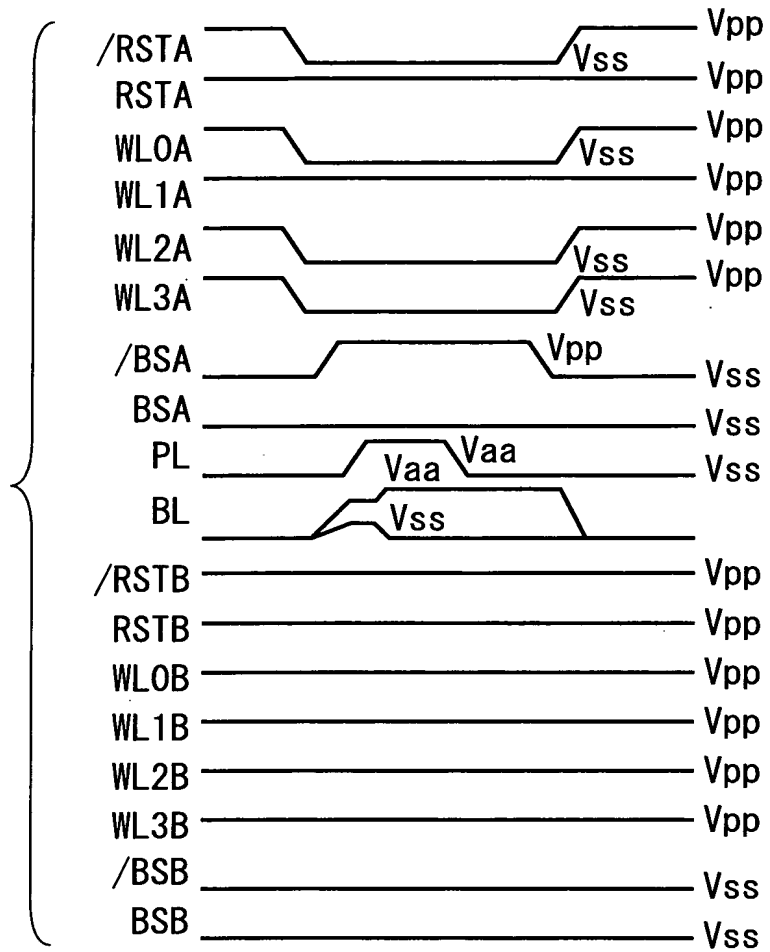 /RSTA Vpp
Vss
RSTA Vpp
WL0A Vpp
Vss
WL1A Vpp
WL2A Vpp
Vss
WL3A Vpp
Vss
/BSA Vpp
Vss
BSA Vss
PL Vaa
Vaa Vss
BL Vss
/RSTB Vpp
RSTB Vpp
WL0B Vpp
WL1B Vpp
WL2B Vpp
WL3B Vpp
/BSB Vss
BSB Vss